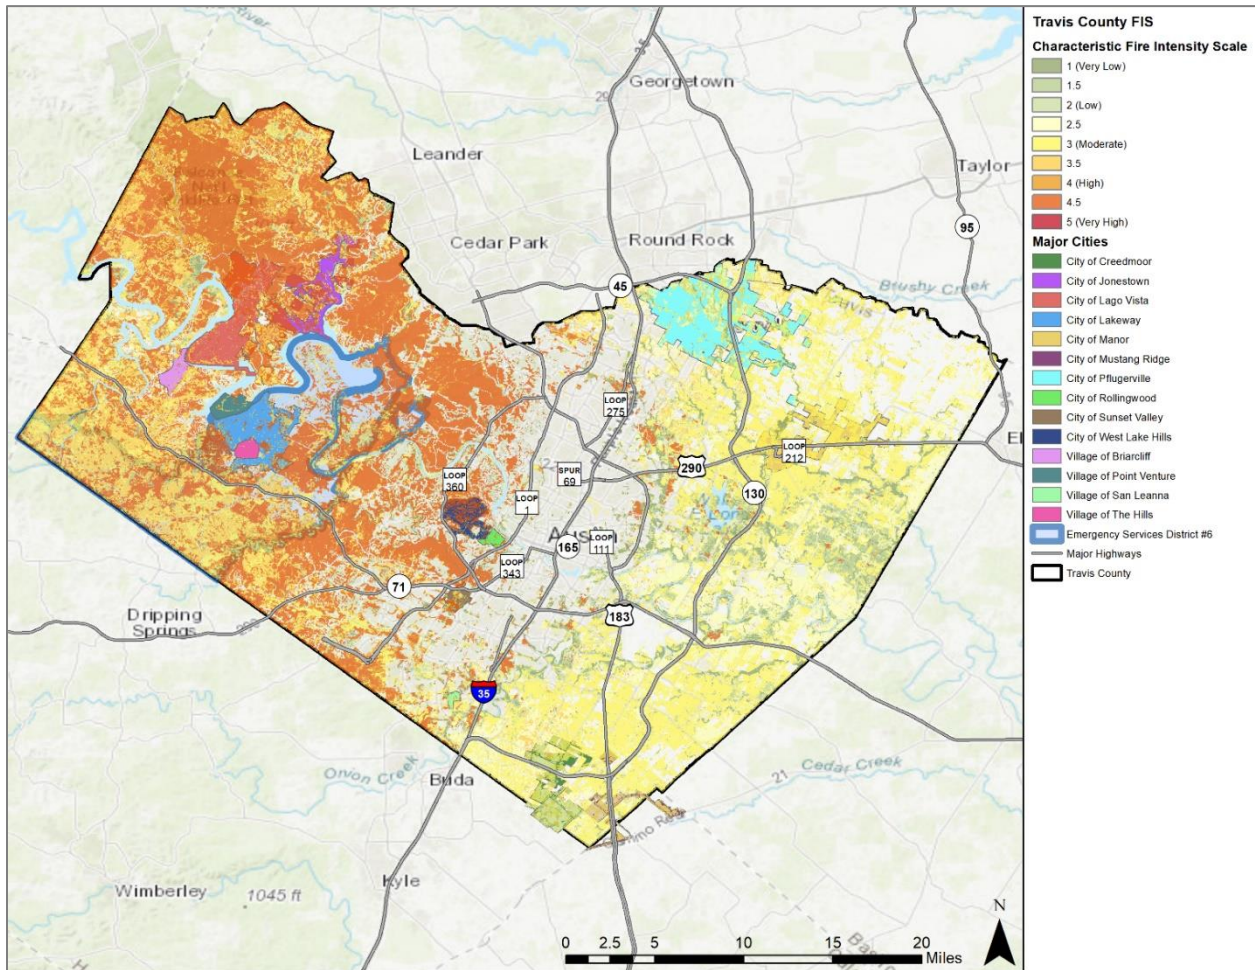 Georgetown
29
35
Leander
Taylor
95
Cedar Park
Round Rock
45
Brushy Creek
LOOP
275
LOOP
212
290
SPUR
69
LOOP
360
LOOP
1
130
Austin
165
LOOP
111
LOOP
343
71
Dripping
Springs
183
35
Onion Creek
Buda
21
Cedar Creek
Kyle
Wimberley
1045 ft
0 2.5 5 10 15 20
Miles
N
Travis County FIS
Characteristic Fire Intensity Scale
1 (Very Low)
1.5
2 (Low)
2.5
3 (Moderate)
3.5
4 (High)
4.5
5 (Very High)
Major Cities
City of Creedmoor
City of Jonestown
City of Lago Vista
City of Lakeway
City of Manor
City of Mustang Ridge
City of Pflugerville
City of Rollingwood
City of Sunset Valley
City of West Lake Hills
Village of Briarcliff
Village of Point Venture
Village of San Leanna
Village of The Hills
Emergency Services District #6
Major Highways
Travis County